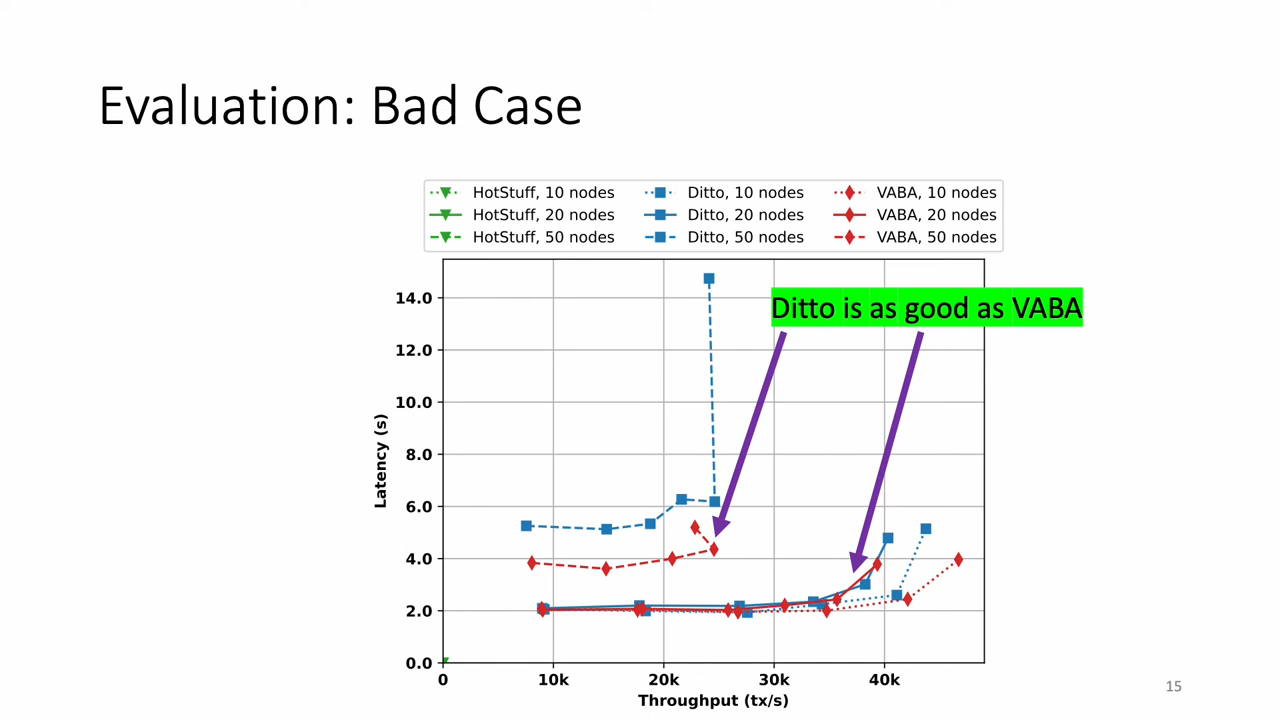 Evaluation: Bad Case
HotStuff, 10 nodes Ditto, 10 nodes VABA, 10 nodes
HotStuff, 20 nodes Ditto, 20 nodes VABA, 20 nodes
HotStuff, 50 nodes Ditto, 50 nodes VABA, 50 nodes
Ditto is as good as VABA
14.0
12.0
10.0
8.0
6.0
4.0
2.0
0.0
Latency (s)
0 10k 20k 30k 40k
Throughput (tx/s)
15